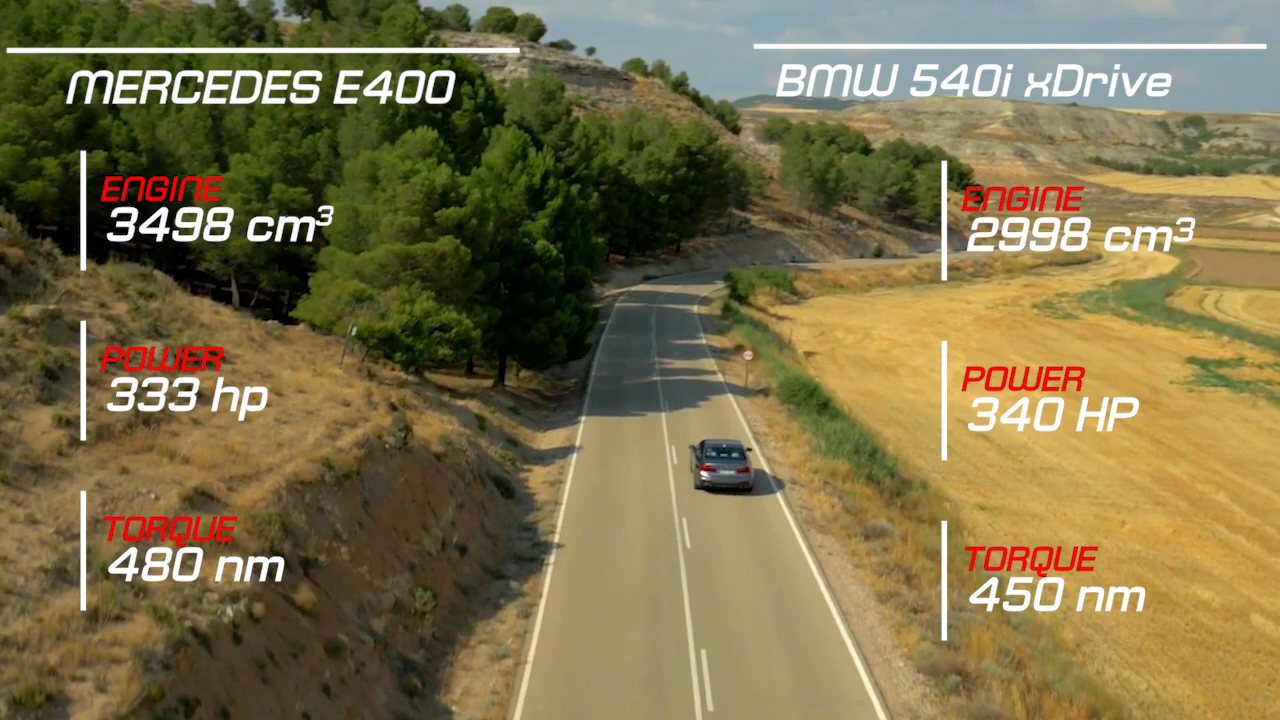 MERCEDES E400
ENGINE
3498 cm³
POWER
333 hp
TORQUE
480 nm
BMW 540i xDrive
ENGINE
2998 cm³
POWER
340 HP
TORQUE
450 nm